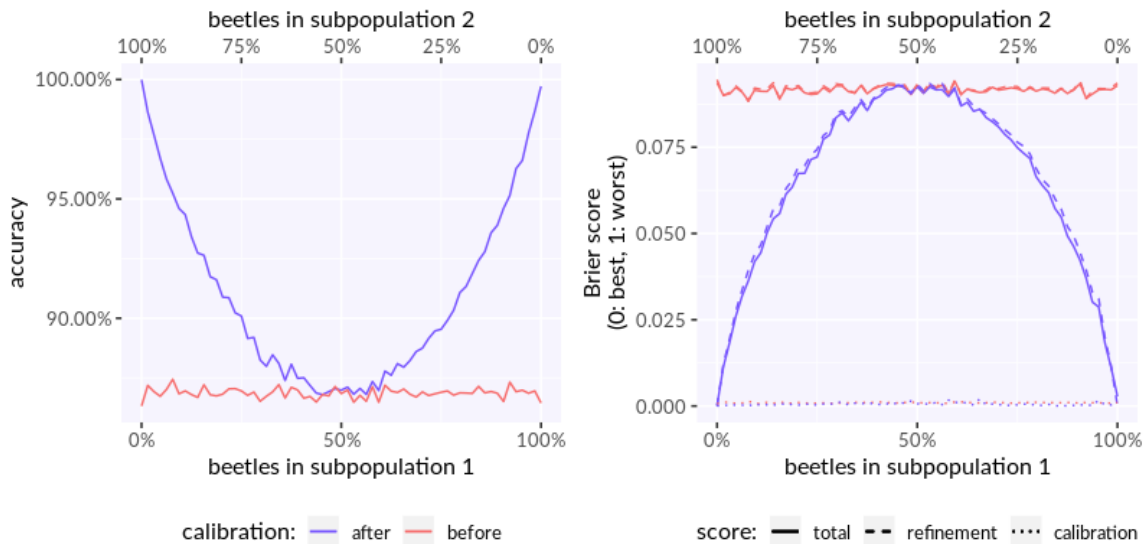 beetles in subpopulation 2
100% 75% 50% 25% 0%
100.00%
95.00%
90.00%
accuracy
0% 50% 100%
beetles in subpopulation 1
calibration: after before
beetles in subpopulation 2
100% 75% 50% 25% 0%
0.075
0.050
0.025
0.000
Brier score
(0: best, 1: worst)
0% 50% 100%
beetles in subpopulation 1
score: total refinement calibration